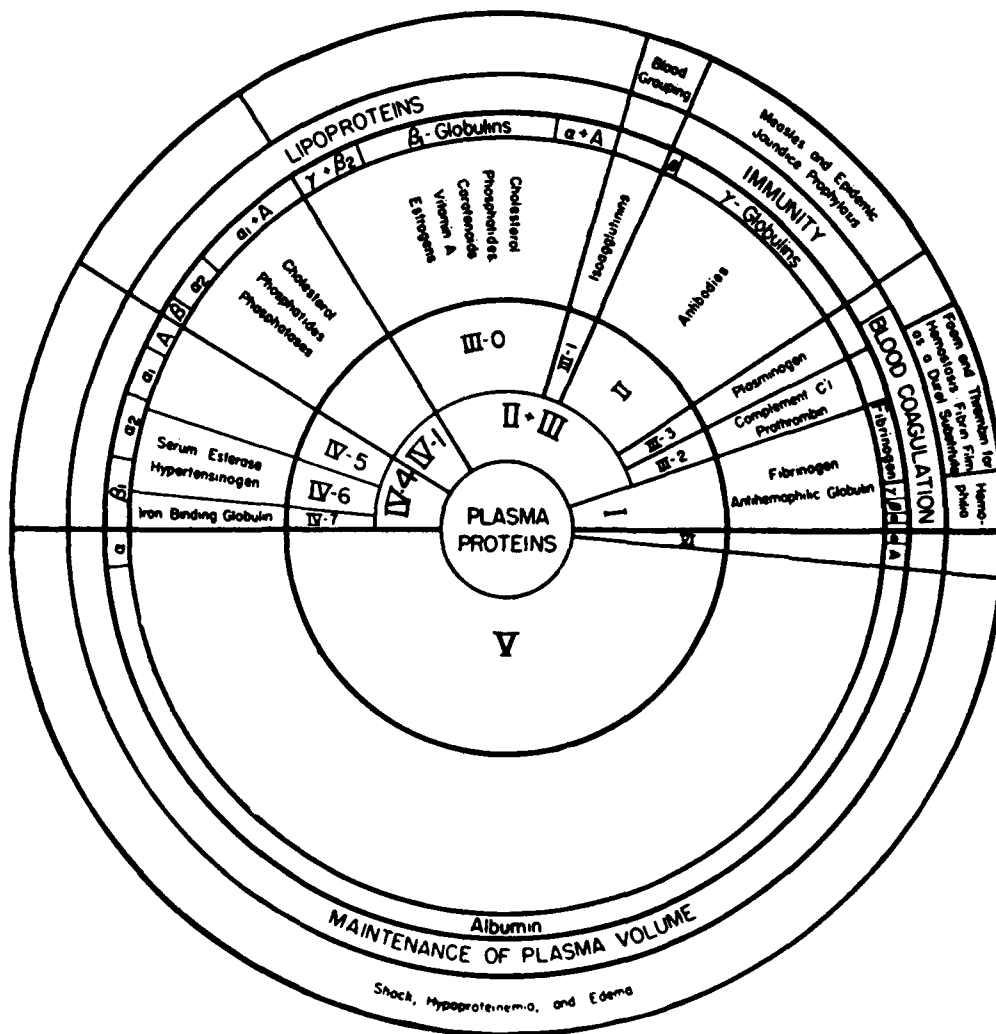 PLASMA
PROTEINS
I
II + III
IV-1
IV-4
V
VI
II
III-0
III-1
III-2
III-3
IV-5
IV-6
IV-7
Fibrinogen
Antihemophilic Globulin
Complement C'1
Prothrombin
Plasminogen
Antibodies
Isoagglutinins
Cholesterol
Phosphatides
Carotenoids
Vitamin A
Estrogens
Cholesterol
Phosphatides
Phosphatases
Serum Esterase
Hypertensinogen
Iron Binding Globulin
α
β₁
α₂
α₁
A
β
α₂
α₁ + A
γ + β₂
β₁-Globulins
α + A
β
γ-Globulins
Fibrinogen
γ
β
α
α
A
Albumin
LIPOPROTEINS
IMMUNITY
BLOOD COAGULATION
MAINTENANCE OF PLASMA VOLUME
Blood
Grouping
Measles and Epidemic
Jaundice Prophylaxis
Foam and Thrombin for
Hemostasis. Fibrin Film
as a Dural Substitute
Hemo-
philia
Shock, Hypoproteinemia, and Edema